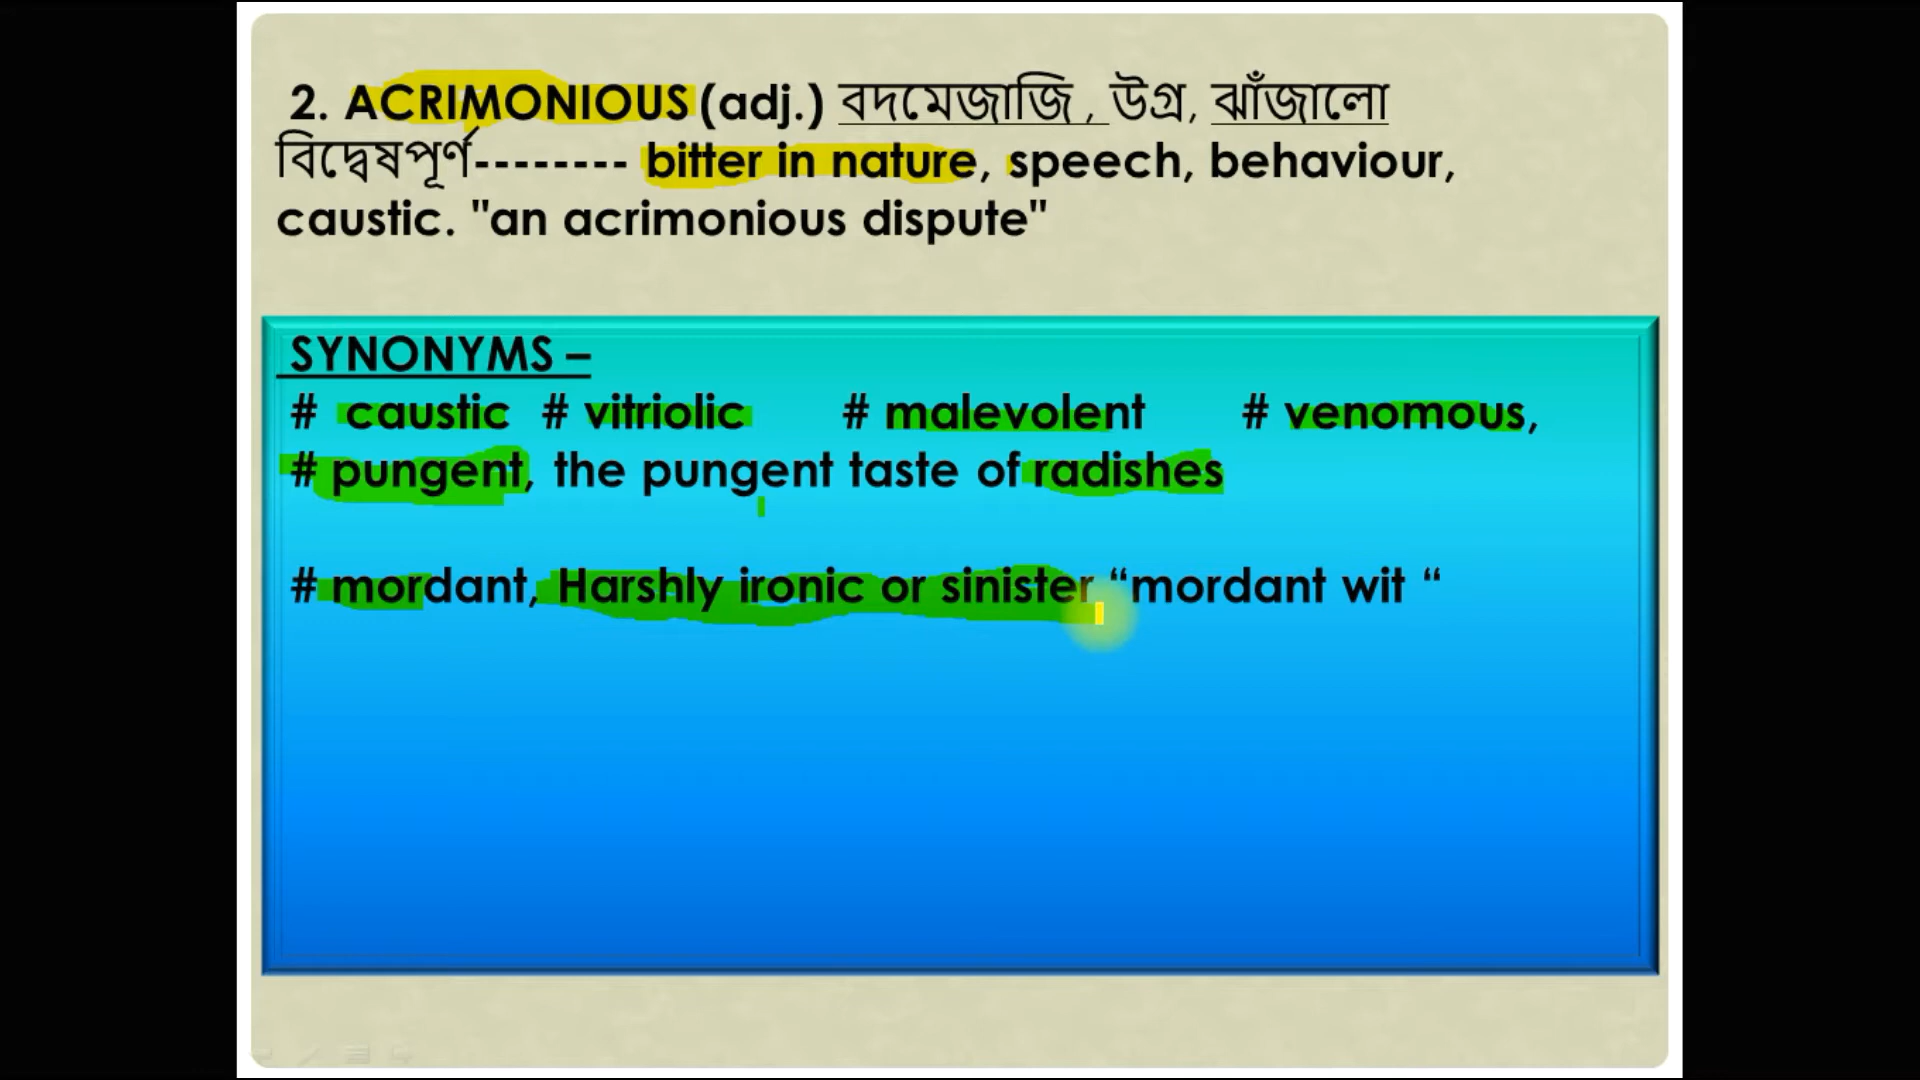 2. ACRIMONIOUS (adj.) বদমেজাজি , উগ্র, ঝাঁজালো
বিদ্বেষপূর্ণ-------- bitter in nature, speech, behaviour,
caustic. "an acrimonious dispute"
SYNONYMS –
# caustic # vitriolic # malevolent # venomous,
# pungent, the pungent taste of radishes
# mordant, Harshly ironic or sinister “mordant wit “